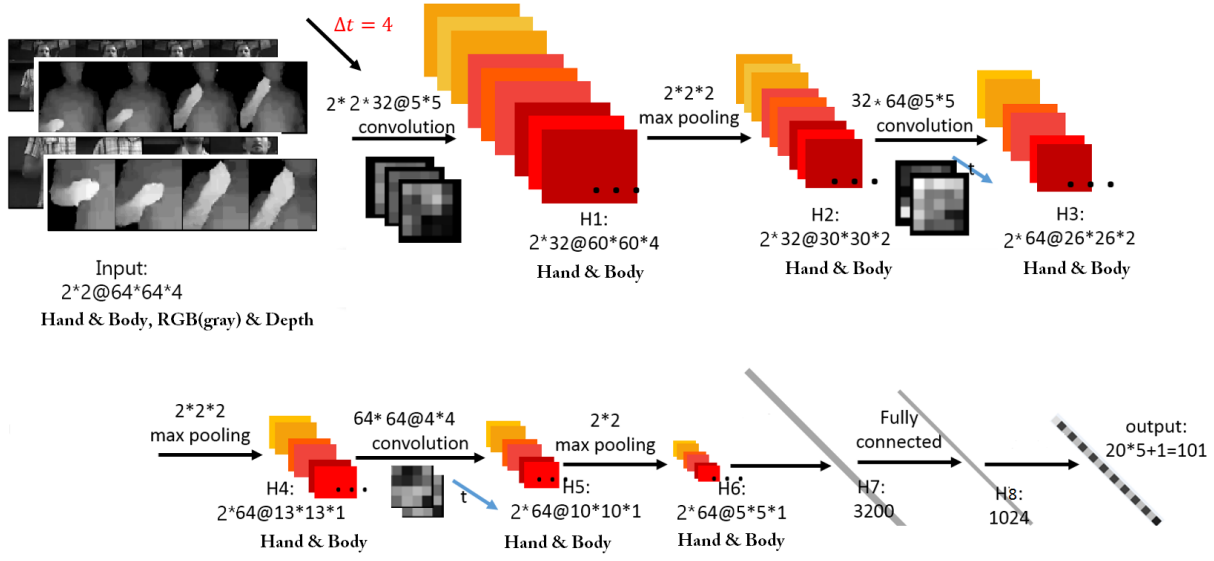 Δt = 4
2*2*32@5*5
convolution
2*2*2
max pooling
32*64@5*5
convolution
t
H1:
2*32@60*60*4
Hand & Body
H2:
2*32@30*30*2
Hand & Body
H3:
2*64@26*26*2
Hand & Body
Input:
2*2@64*64*4
Hand & Body, RGB(gray) & Depth
2*2*2
max pooling
64*64@4*4
convolution
t
2*2
max pooling
Fully
connected
output:
20*5+1=101
H4:
2*64@13*13*1
Hand & Body
H5:
2*64@10*10*1
Hand & Body
H6:
2*64@5*5*1
Hand & Body
H7:
3200
H8:
1024